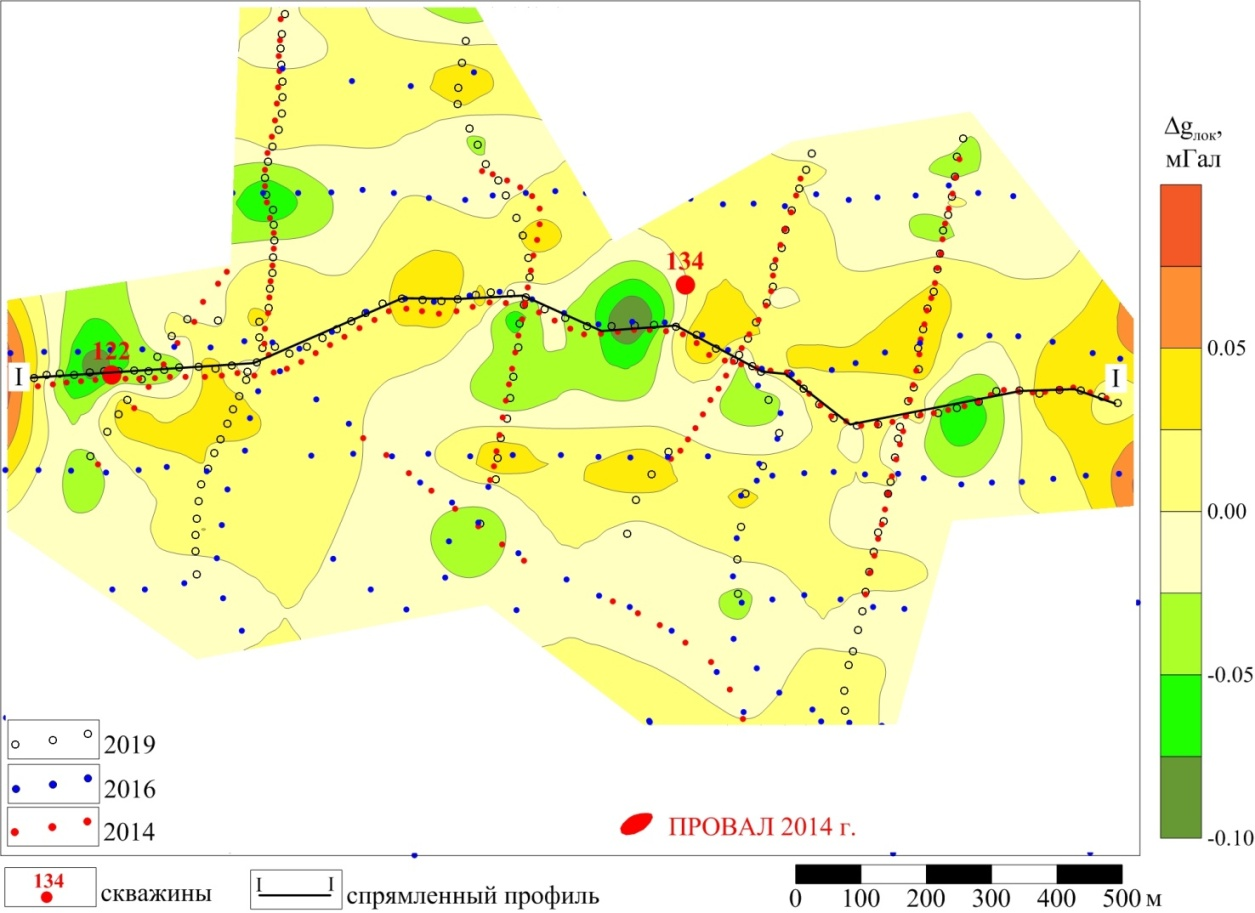 Δgлок,
мГал
134
122
I
I
0.05
0.00
-0.05
-0.10
2019
2016
2014
ПРОВАЛ 2014 г.
134
скважины
I I
спрямленный профиль
0 100 200 300 400 500 м